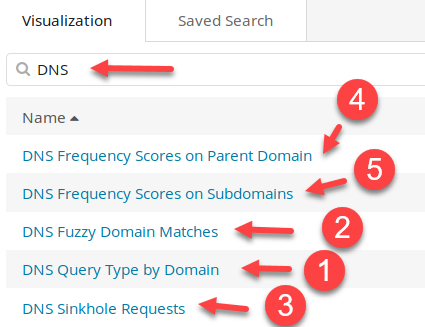 Visualization Saved Search
DNS
Name
DNS Frequency Scores on Parent Domain 4
DNS Frequency Scores on Subdomains 5
DNS Fuzzy Domain Matches 2
DNS Query Type by Domain 1
DNS Sinkhole Requests 3